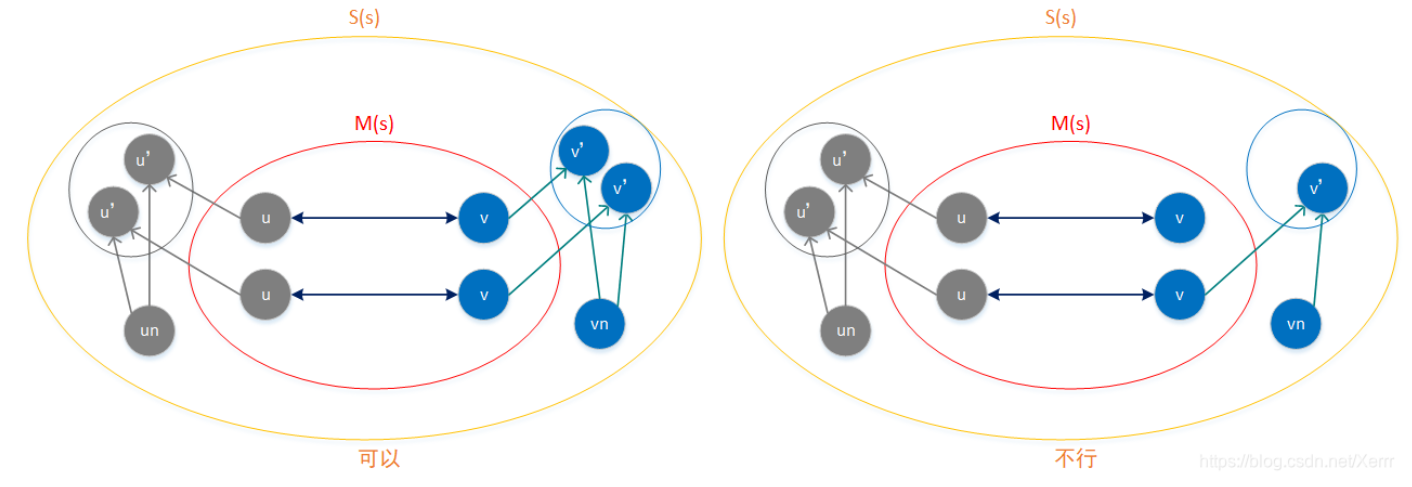 S(s)
M(s)
u'
u'
v'
v'
u
v
u
v
un
vn
可以
S(s)
M(s)
u'
u'
v'
u
v
u
v
un
vn
不行
https://blog.csdn.net/Xerrr